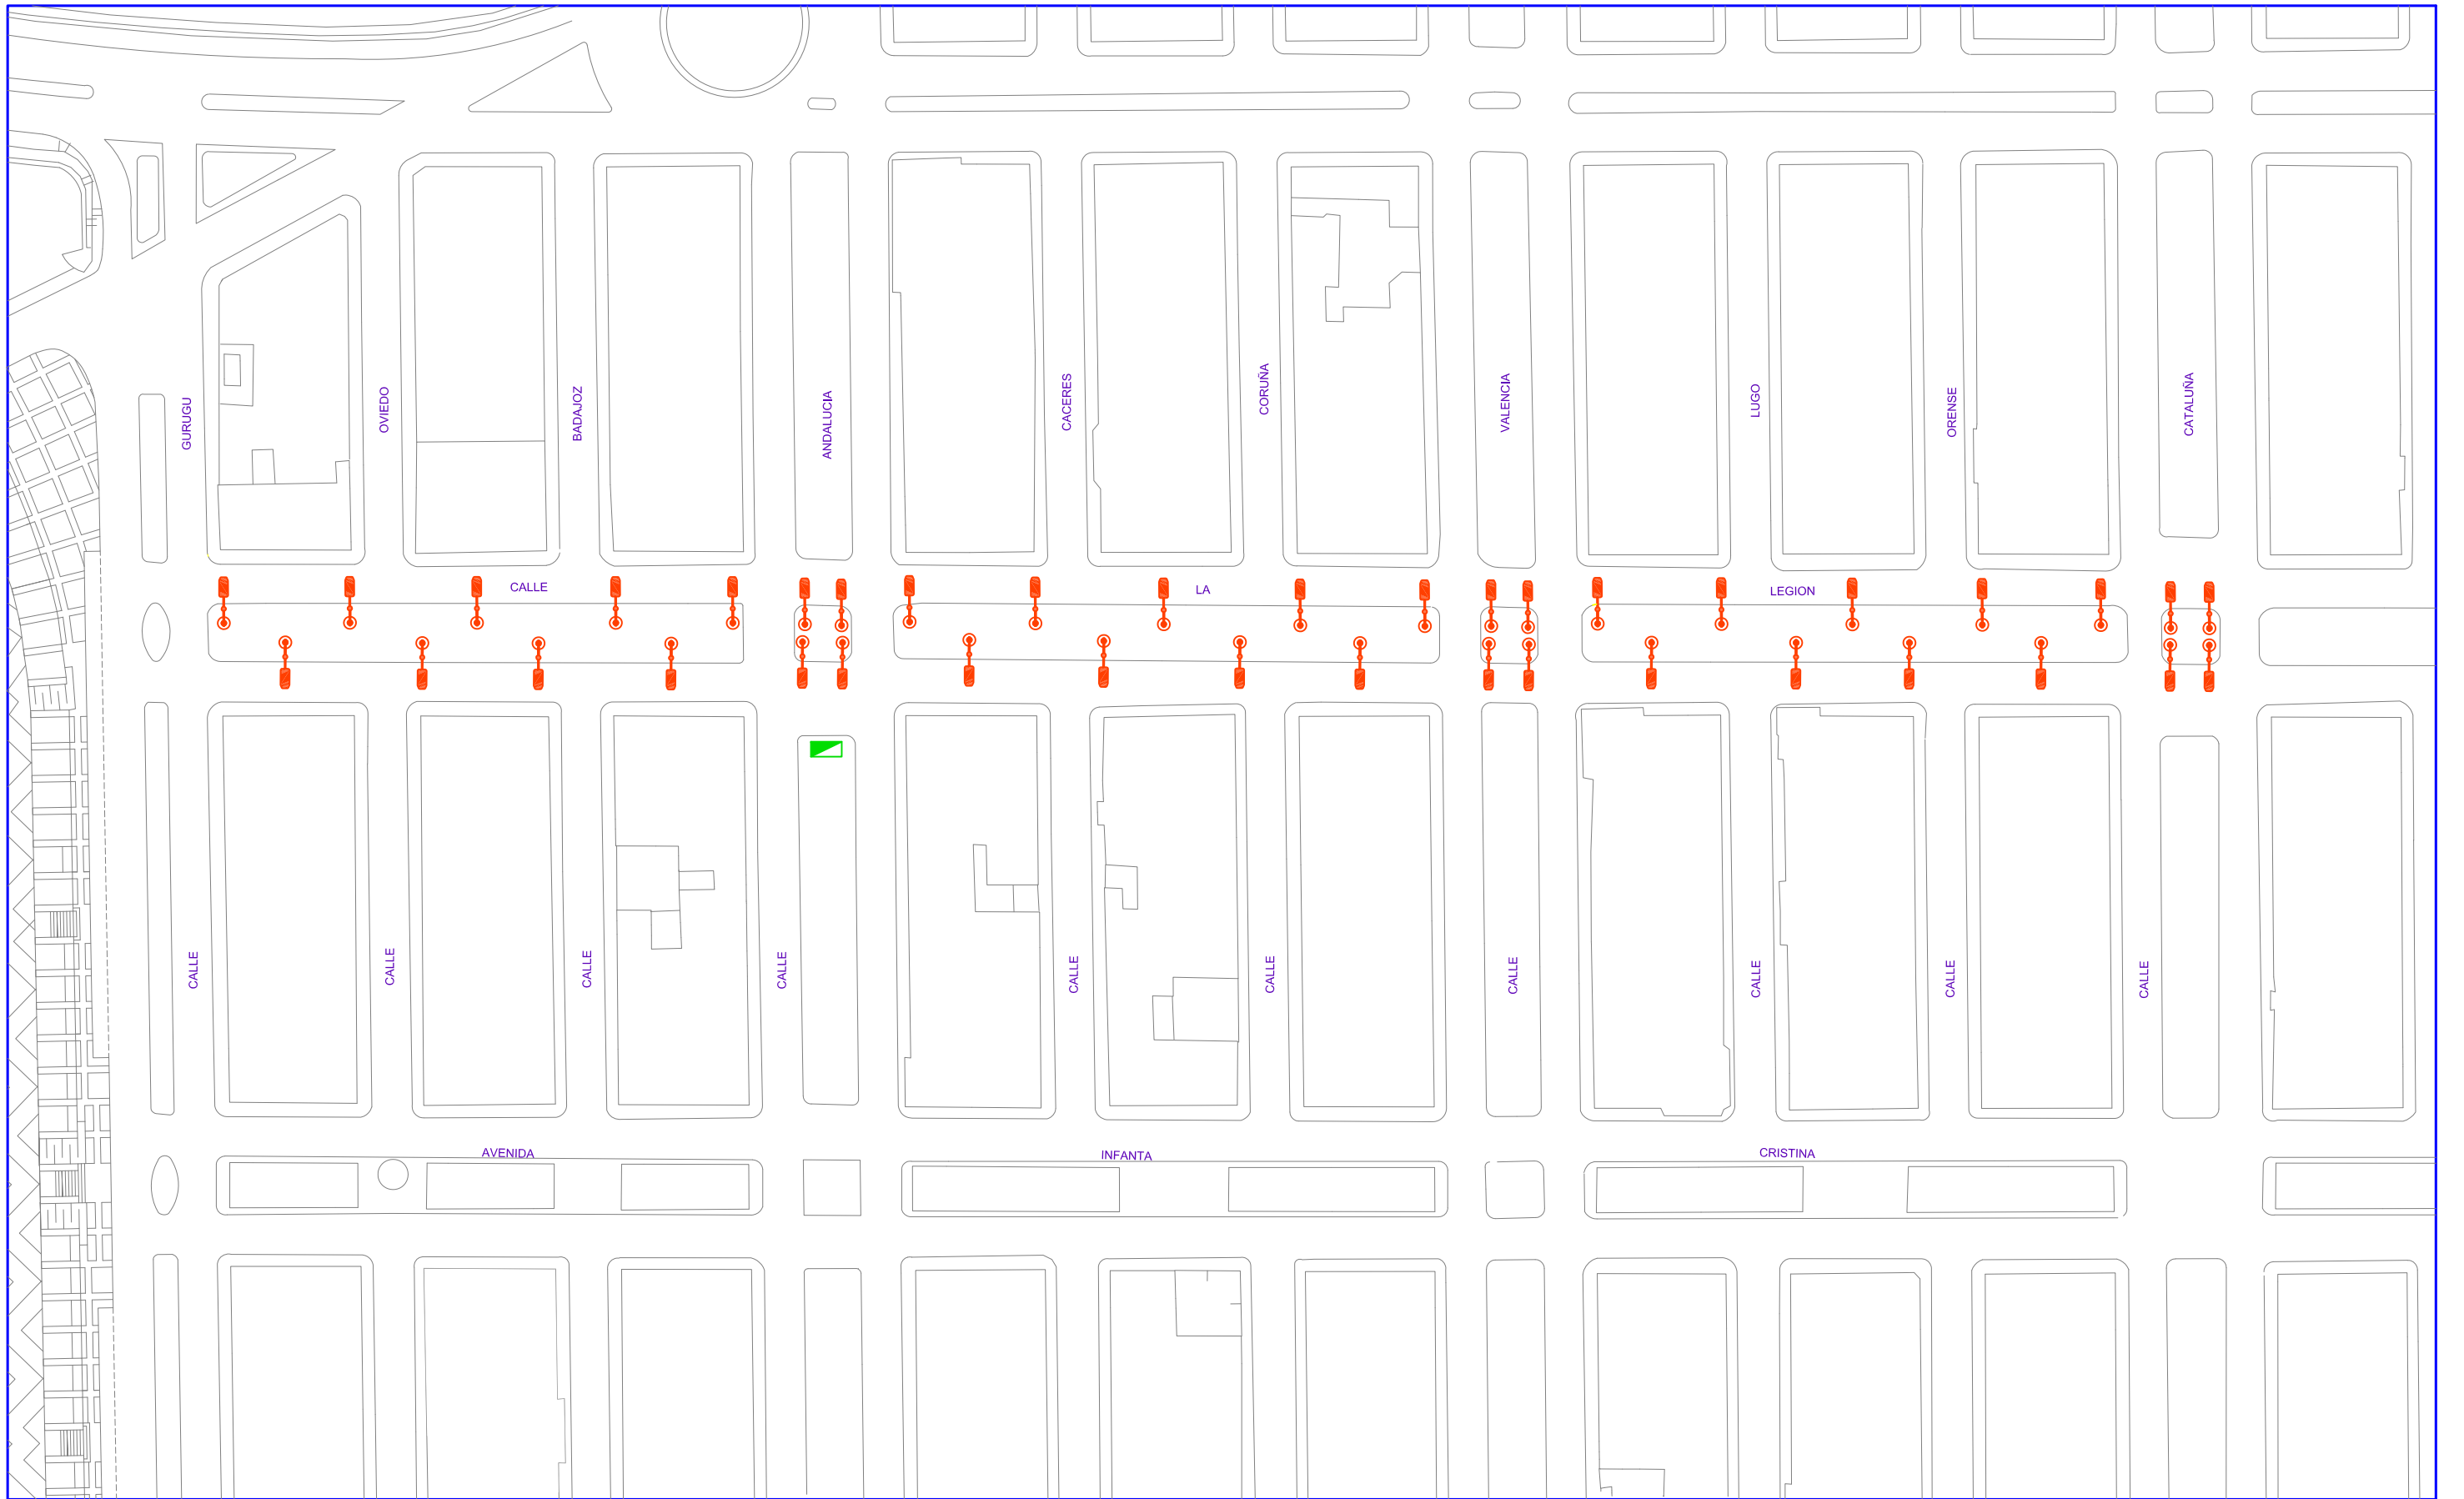 GURUGU
OVIEDO
BADAJOZ
ANDALUCIA
CACERES
CORUÑA
VALENCIA
LUGO
ORENSE
CATALUÑA
CALLE LA LEGION
CALLE
CALLE
CALLE
CALLE
CALLE
CALLE
CALLE
CALLE
CALLE
CALLE
AVENIDA INFANTA CRISTINA